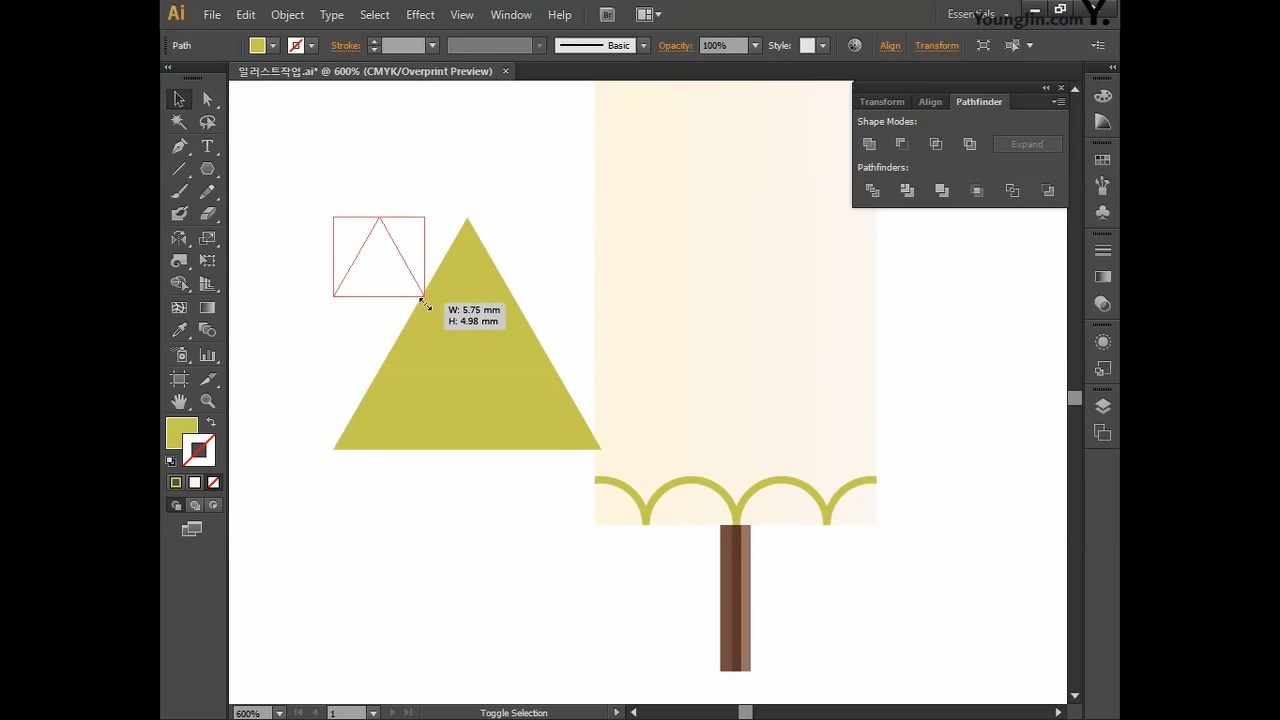 Ai File Edit Object Type Select Effect View Window Help Br Essentials
Youngjin.com Y.
Path Stroke: Basic Opacity: 100% Style: Align Transform
일러스트작업.ai* @ 600% (CMYK/Overprint Preview) ×
Transform Align Pathfinder
Shape Modes:
Expand
Pathfinders:
T
W: 5.75 mm
H: 4.98 mm
600% 1 Toggle Selection